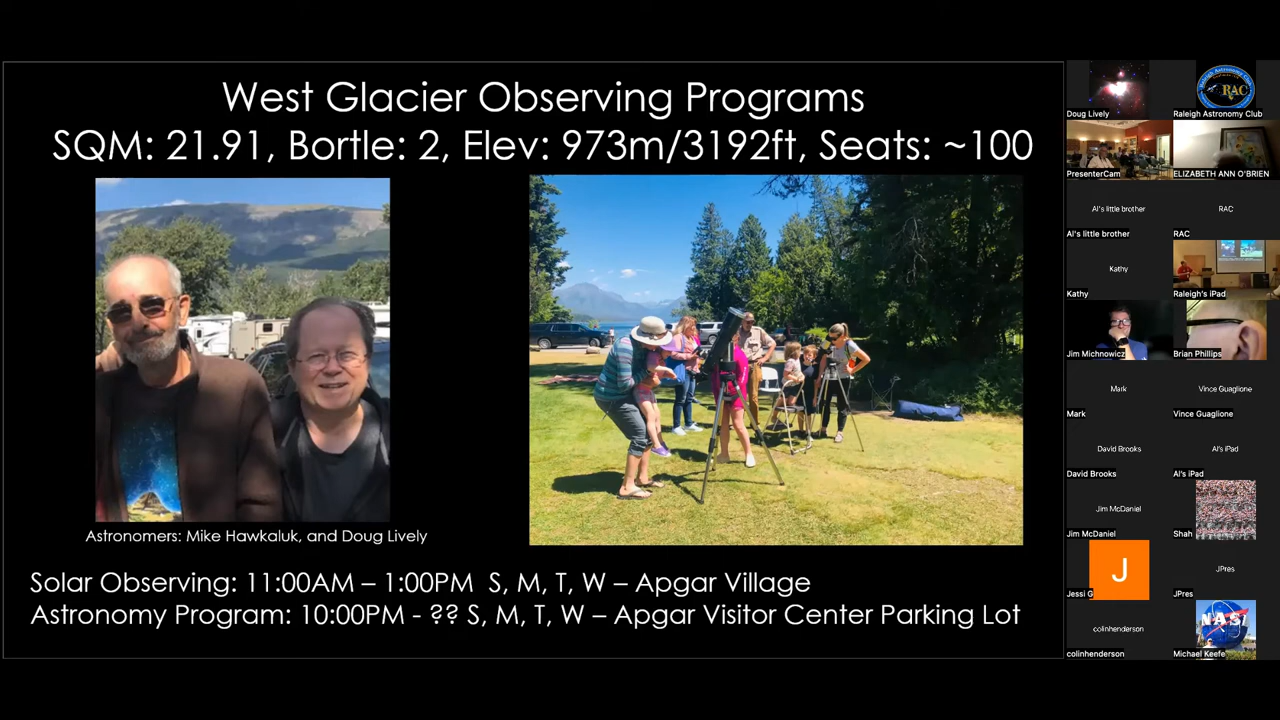 West Glacier Observing Programs
SQM: 21.91, Bortle: 2, Elev: 973m/3192ft, Seats: ~100
Astronomers: Mike Hawkaluk, and Doug Lively
Solar Observing: 11:00AM – 1:00PM S, M, T, W – Apgar Village
Astronomy Program: 10:00PM - ?? S, M, T, W – Apgar Visitor Center Parking Lot
Doug Lively
RAC
Raleigh Astronomy Club
PresenterCam
ELIZABETH ANN O'BRIEN
Al's little brother
RAC
Al's little brother
RAC
Kathy
Kathy
Raleigh's iPad
Jim Michnowicz
Brian Phillips
Mark
Vince Guaglione
Mark
Vince Guaglione
David Brooks
Al's iPad
David Brooks
Al's iPad
Jim McDaniel
Jim McDaniel
Shah
J
JPres
Jessi G
JPres
colinhenderson
NASA
colinhenderson
Michael Keefe